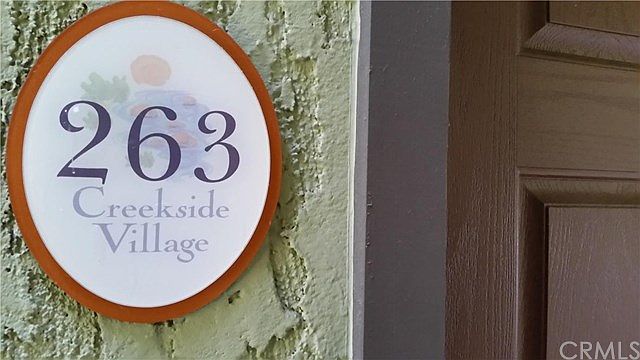 263
Creekside
Village
CRMLS